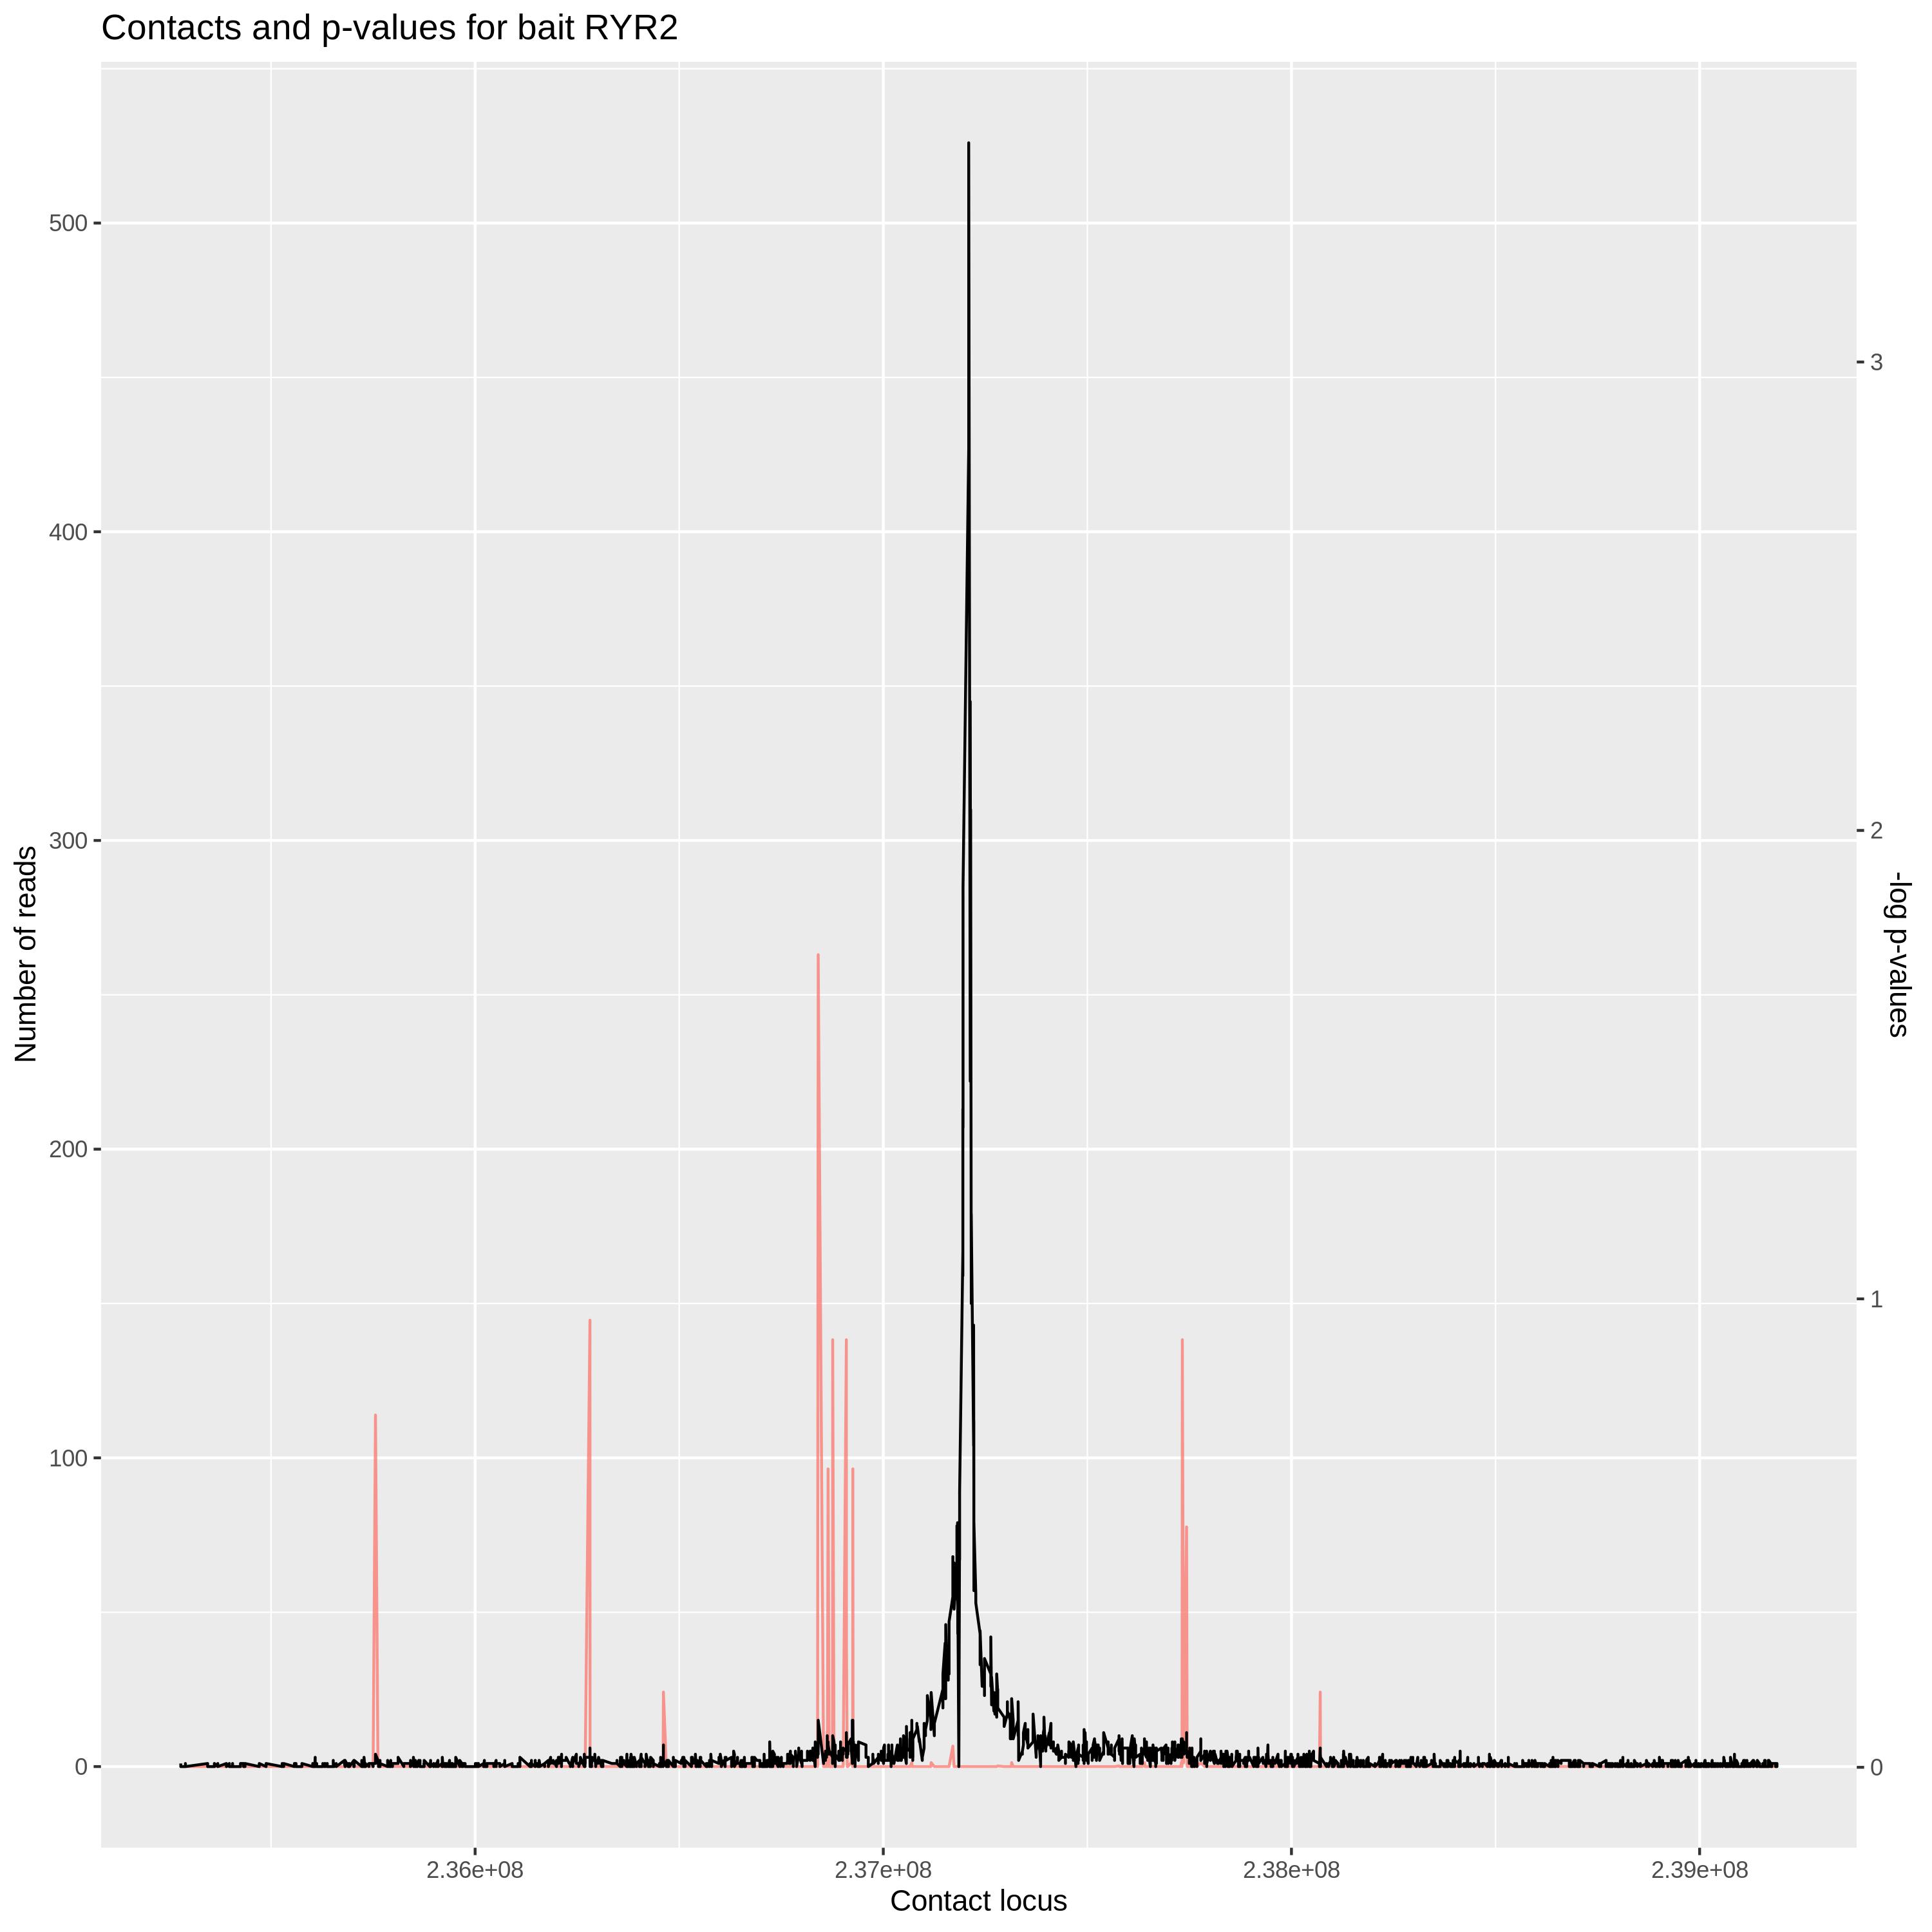 Contacts and p-values for bait RYR2
500
400
300
200
100
0
Number of reads
3
2
1
0
-log p-values
2.36e+08 2.37e+08 2.38e+08 2.39e+08
Contact locus